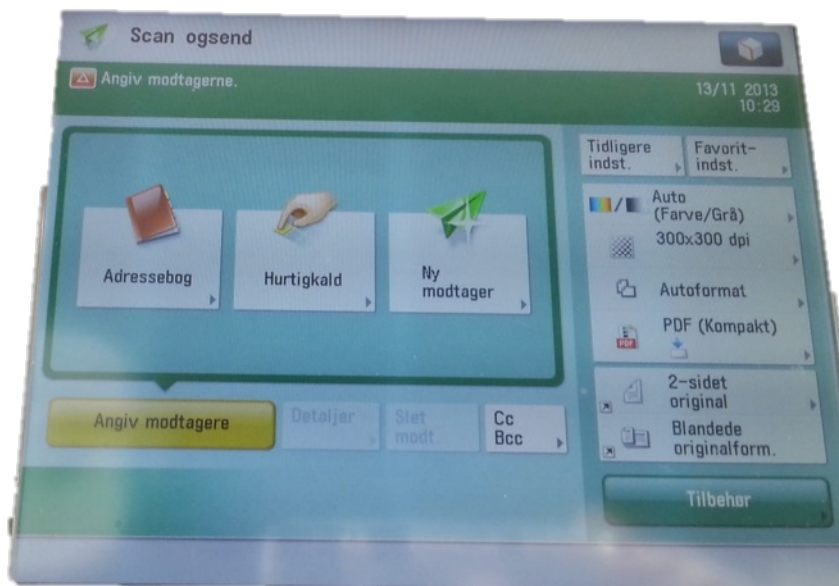 Scan ogsend
Angiv modtagerne.
13/11 2013
10:29
Adressebog
Hurtigkald
Ny
modtager
Angiv modtagere
Detaljer
Slet
modt.
Cc
Bcc
Tidligere
indst.
Favorit-
indst.
Auto
(Farve/Grå)
300x300 dpi
Autoformat
PDF (Kompakt)
PDF
2-sidet
original
Blandede
originalform.
Tilbehør